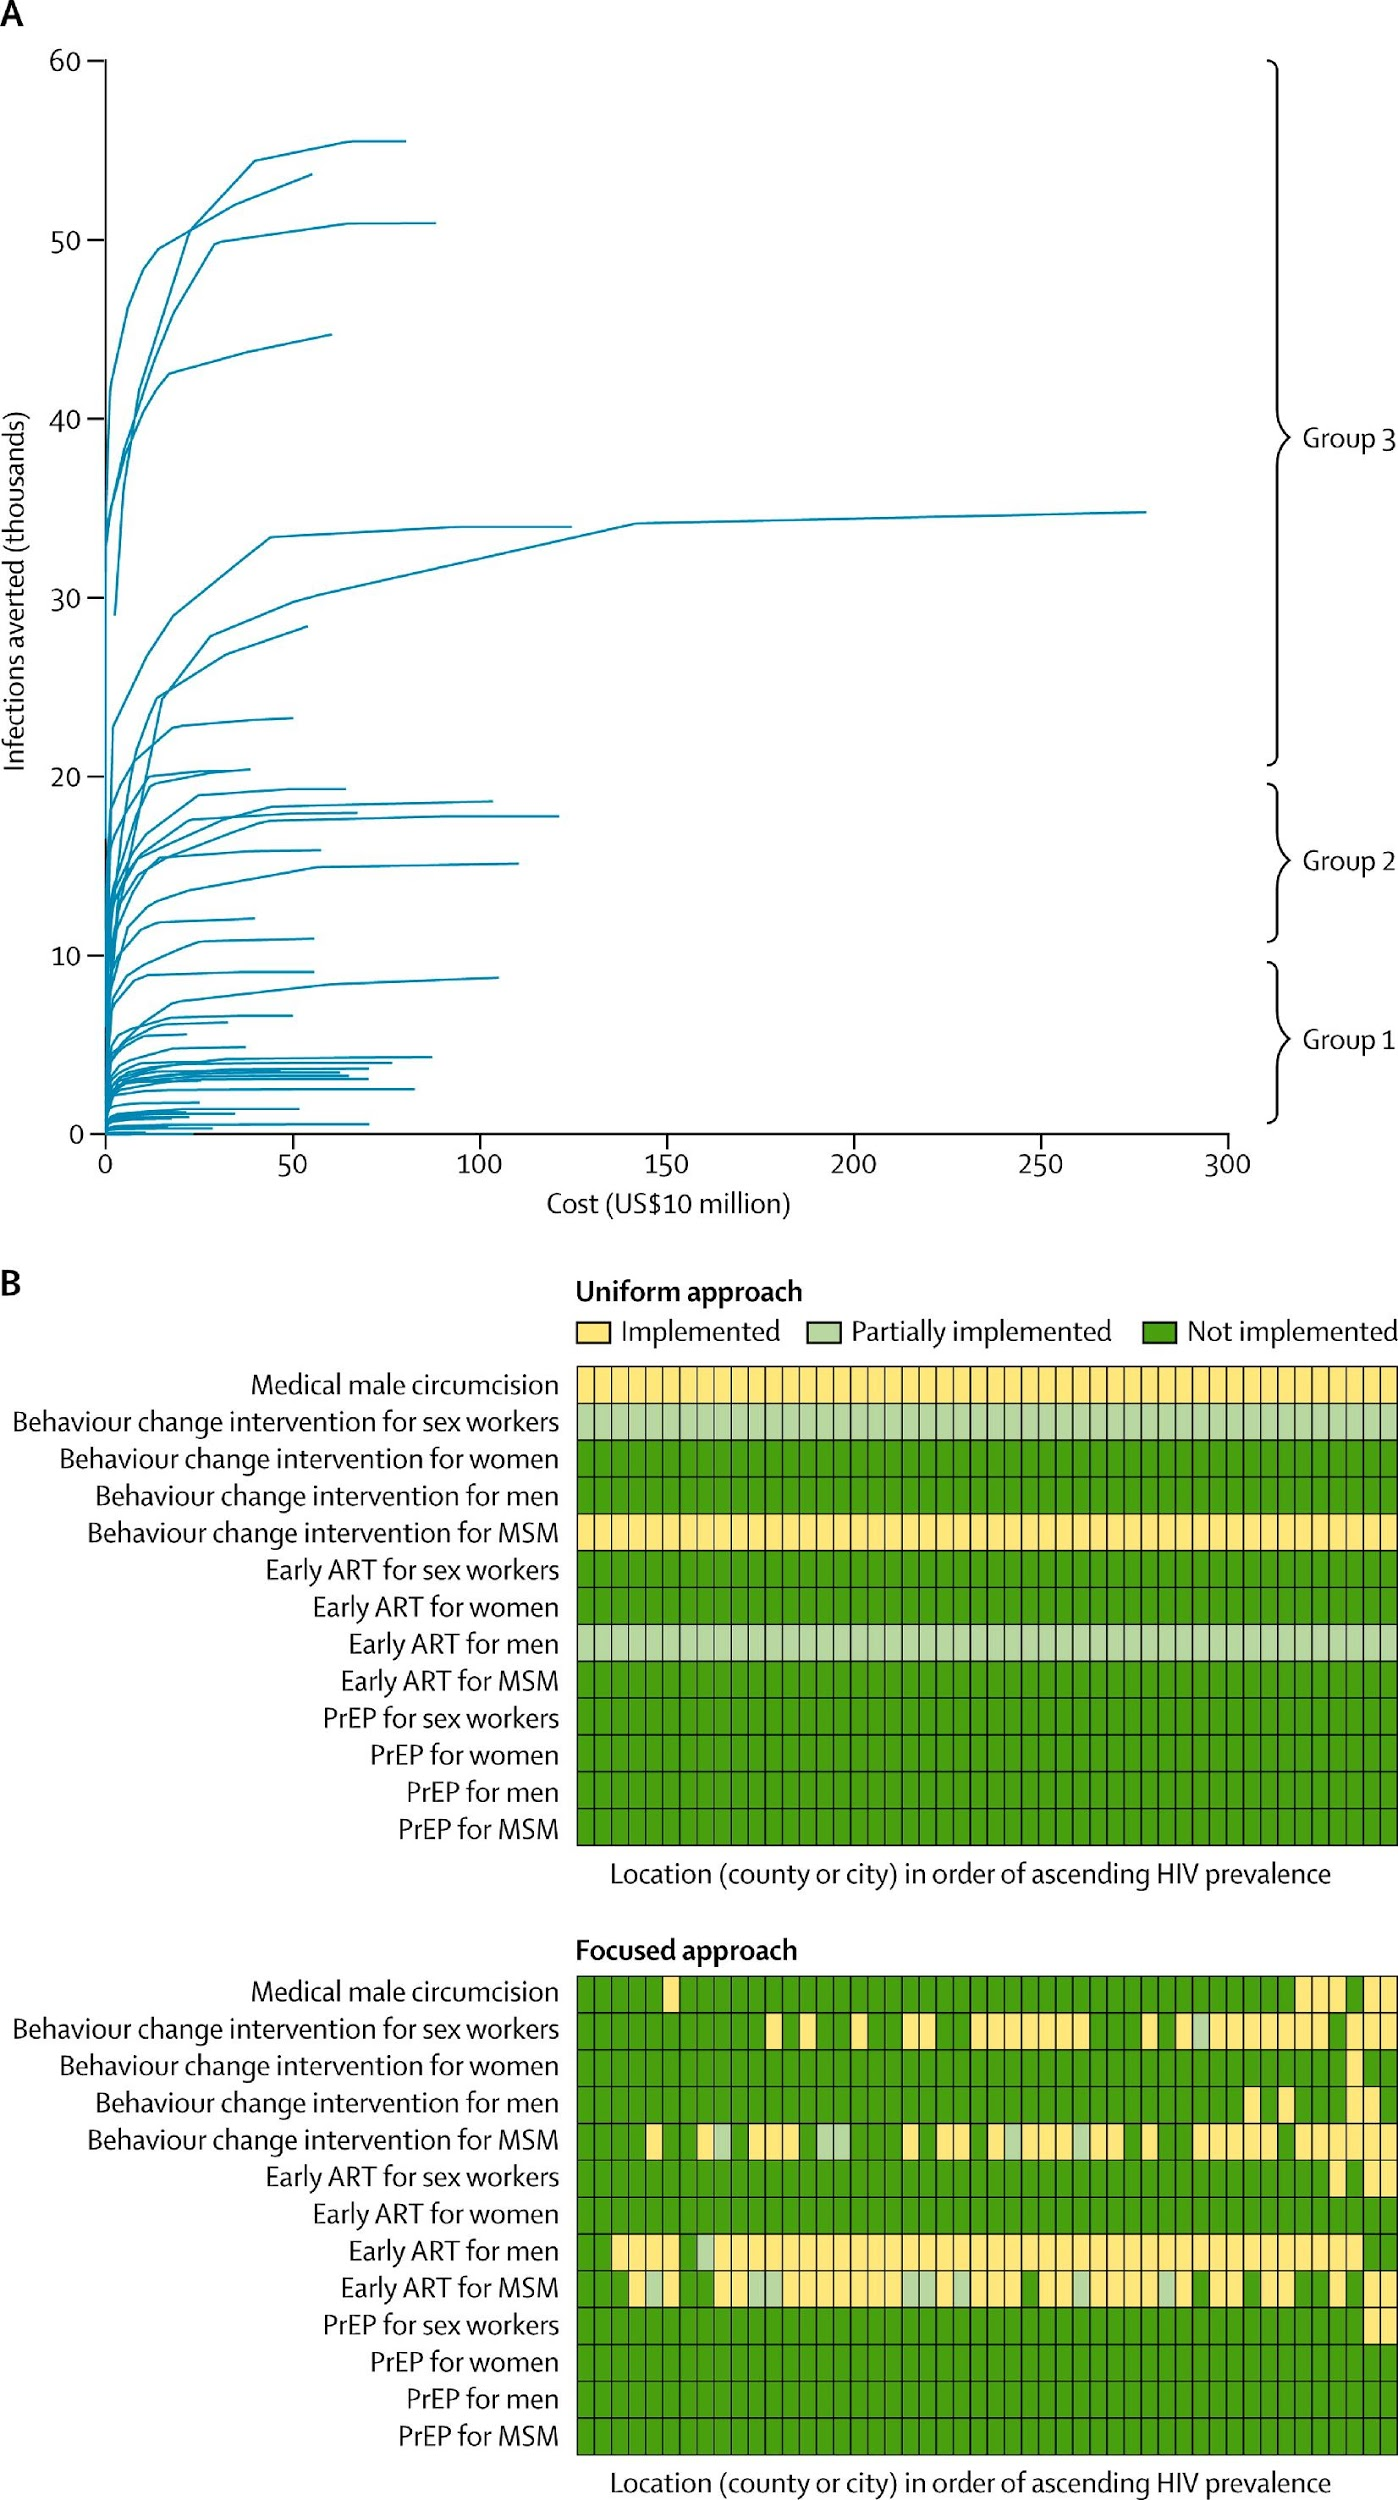 A
60
50
40
30
20
10
0
Infections averted (thousands)
0 50 100 150 200 250 300
Cost (US$10 million)
Group 3
Group 2
Group 1
B
Uniform approach
Implemented Partially implemented Not implemented
Medical male circumcision
Behaviour change intervention for sex workers
Behaviour change intervention for women
Behaviour change intervention for men
Behaviour change intervention for MSM
Early ART for sex workers
Early ART for women
Early ART for men
Early ART for MSM
PrEP for sex workers
PrEP for women
PrEP for men
PrEP for MSM
Location (county or city) in order of ascending HIV prevalence
Focused approach
Medical male circumcision
Behaviour change intervention for sex workers
Behaviour change intervention for women
Behaviour change intervention for men
Behaviour change intervention for MSM
Early ART for sex workers
Early ART for women
Early ART for men
Early ART for MSM
PrEP for sex workers
PrEP for women
PrEP for men
PrEP for MSM
Location (county or city) in order of ascending HIV prevalence